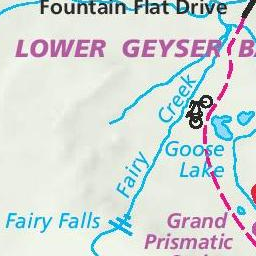 Fountain Flat Drive
LOWER GEYSER
Fairy Creek
Goose
Lake
Fairy Falls
Grand
Prismatic